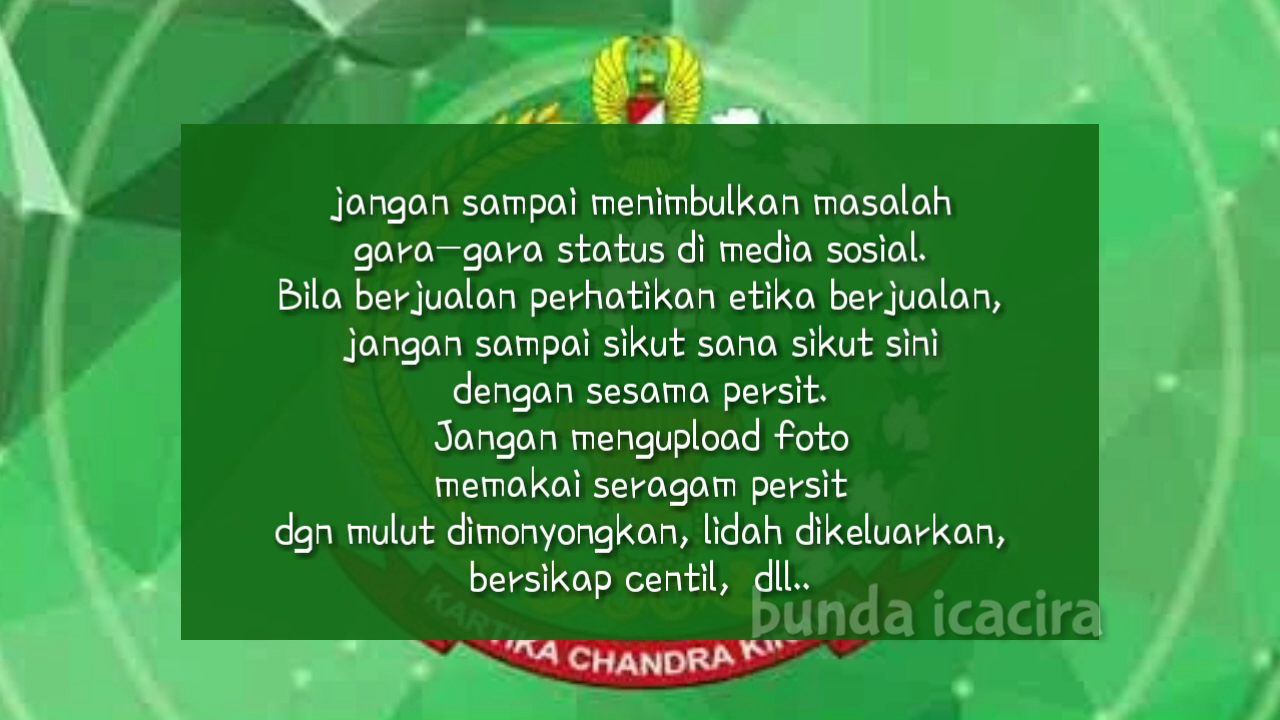 jangan sampai menimbulkan masalah
gara-gara status di media sosial.
Bila berjualan perhatikan etika berjualan,
jangan sampai sikut sana sikut sini
dengan sesama persit.
Jangan mengupload foto
memakai seragam persit
dgn mulut dimonyongkan, lidah dikeluarkan,
bersikap centil, dll..
bunda icacira
KARTIKA CHANDRA